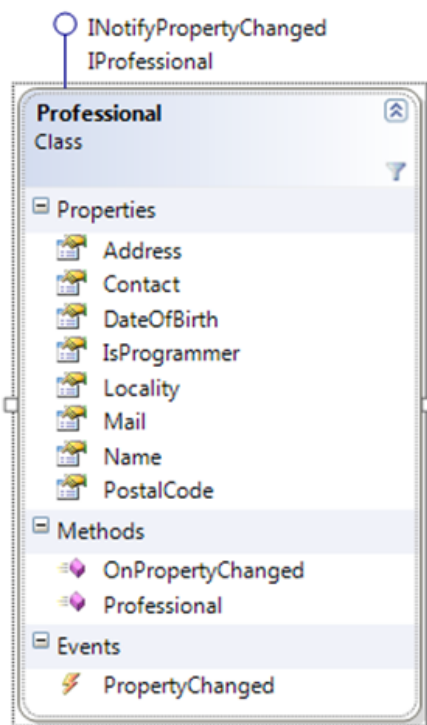 INotifyPropertyChanged
IProfessional
Professional
Class
Properties
Address
Contact
DateOfBirth
IsProgrammer
Locality
Mail
Name
PostalCode
Methods
OnPropertyChanged
Professional
Events
PropertyChanged